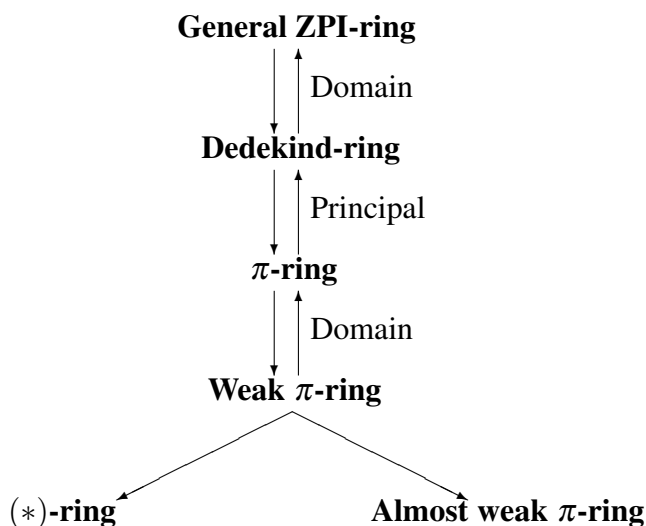 General ZPI-ring
Domain
Dedekind-ring
Principal
π-ring
Domain
Weak π-ring
(∗)-ring
Almost weak π-ring